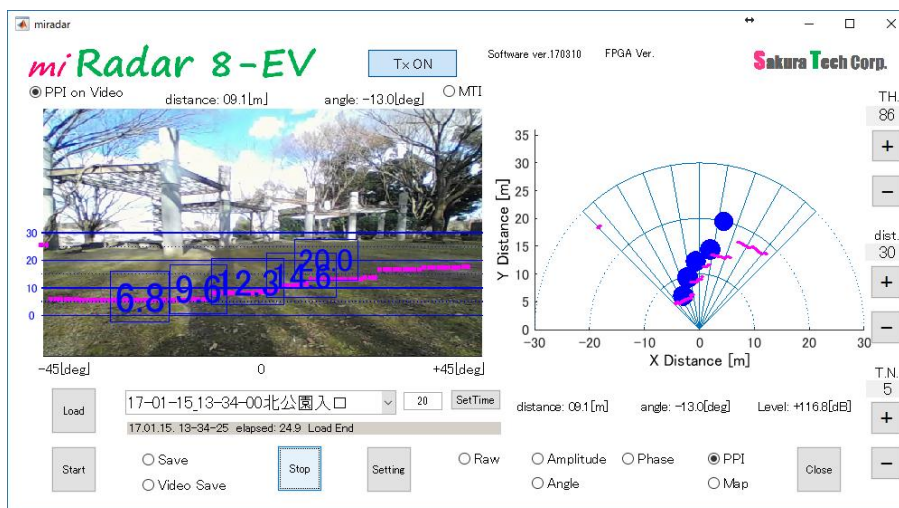 miradar
mi Radar 8-EV
Tx ON
Software ver.170310 FPGA Ver.
Sakura Tech Corp.
PPI on Video
distance: 09.1[m] angle: -13.0[deg]
MTI
TH.
86
+
-
30
20
10
0
6.8
9.6
12.3
14.6
20.0
-45[deg] 0 +45[deg]
Y Distance [m]
35
30
25
20
15
10
5
0
-30 -20 -10 0 10 20 30
X Distance [m]
dist.
30
+
-
Load
17-01-15_13-34-00北公園入口
20
SetTime
17.01.15. 13-34-25 elapsed: 24.9 Load End
distance: 09.1[m] angle: -13.0[deg] Level: +116.8[dB]
T.N.
5
+
-
Start
Save
Video Save
Stop
Setting
Raw
Amplitude
Phase
PPI
Angle
Map
Close